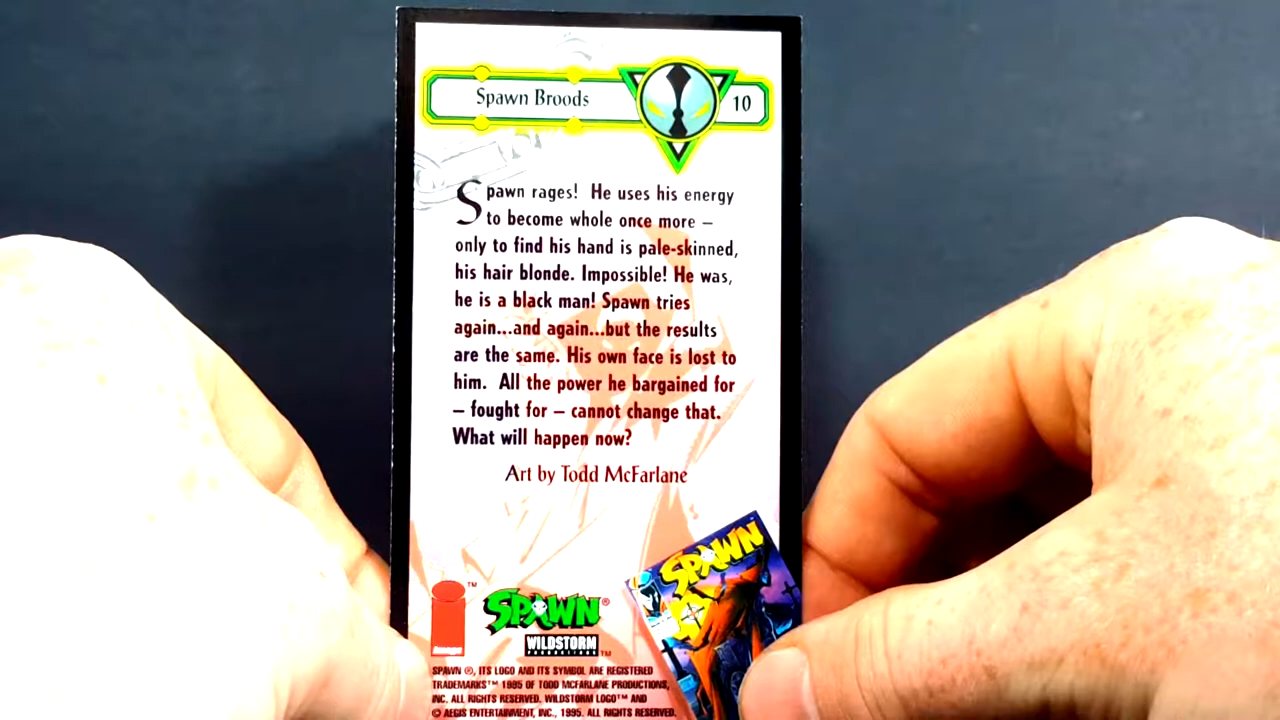 Spawn Broods
10
Spawn rages! He uses his energy
to become whole once more –
only to find his hand is pale-skinned,
his hair blonde. Impossible! He was,
he is a black man! Spawn tries
again...and again...but the results
are the same. His own face is lost to
him. All the power he bargained for
– fought for – cannot change that.
What will happen now?
Art by Todd McFarlane
SPAWN
image™
SPAWN®
WILDSTORM™
PRODUCTIONS
SPAWN ®, ITS LOGO AND ITS SYMBOL ARE REGISTERED
TRADEMARKS™ 1995 OF TODD MCFARLANE PRODUCTIONS,
INC. ALL RIGHTS RESERVED. WILDSTORM LOGO™ AND
© AEGIS ENTERTAINMENT, INC., 1995. ALL RIGHTS RESERVED.